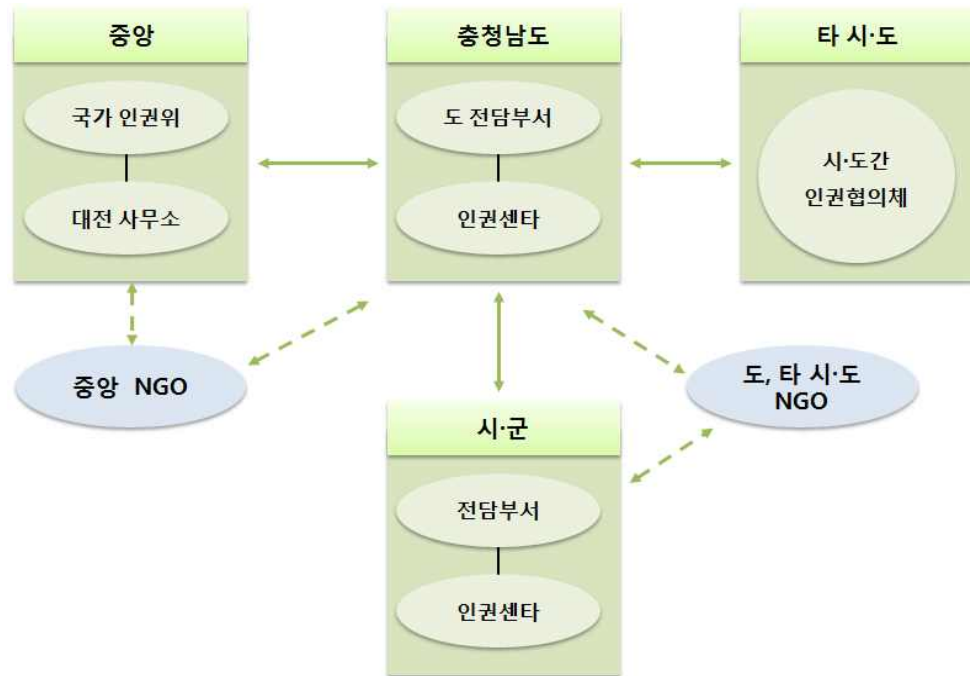 중앙
충청남도
타 시·도
국가 인권위
도 전담부서
시·도간
인권협의체
대전 사무소
인권센타
중앙 NGO
도, 타 시·도
NGO
시·군
전담부서
인권센타